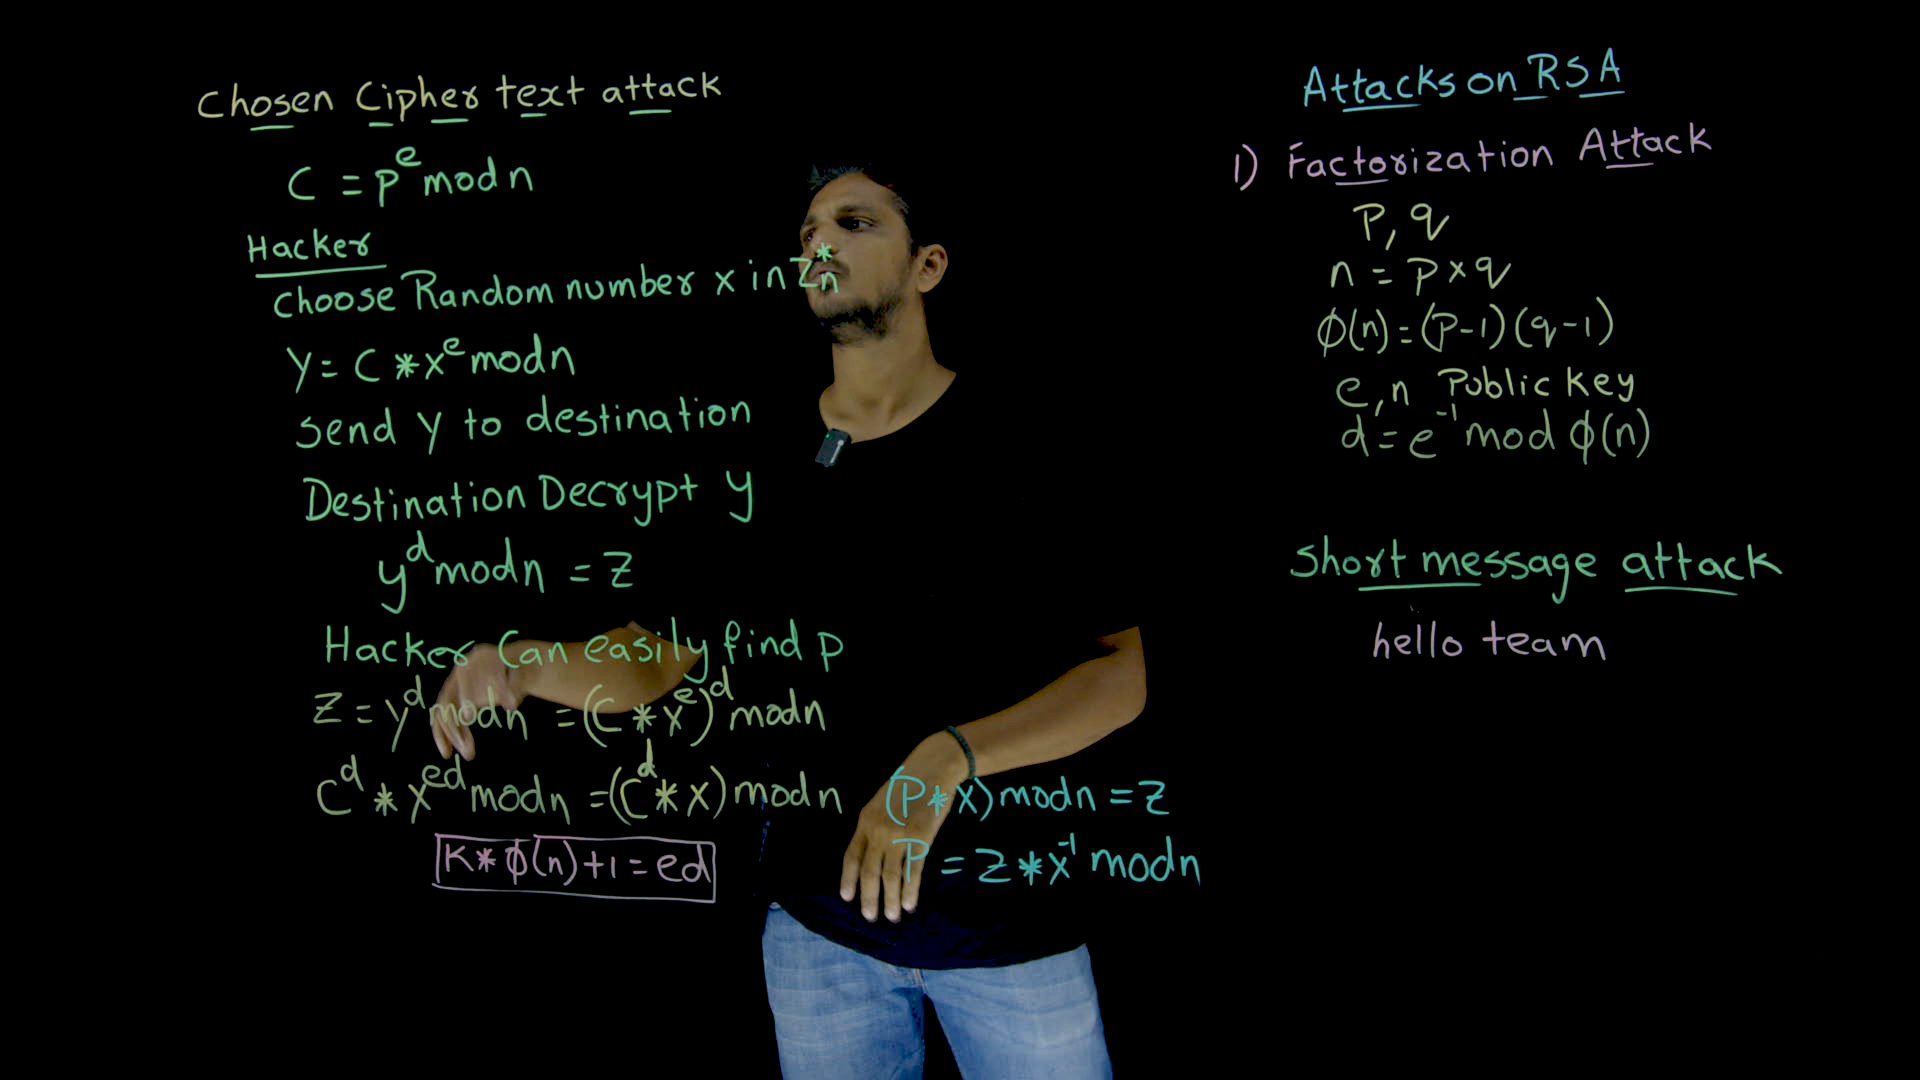 Chosen Cipher text attack
C = p^e mod n
Hacker
Choose Random number x in Z*n
Y = C * x^e mod n
Send Y to destination
Destination Decrypt y
y^d mod n = Z
Hacker Can easily find p
Z = y^d mod n = (C * x^e)^d mod n
C^d * x^ed mod n = (C^d * x) mod n
(P * x) mod n = Z
K * ϕ(n) + 1 = ed
P = Z * x^-1 mod n
Attacks on RSA
1) Factorization Attack
P, q
n = p × q
ϕ(n) = (P-1)(q-1)
e, n Public Key
d = e^-1 mod ϕ(n)
Short message attack
hello team